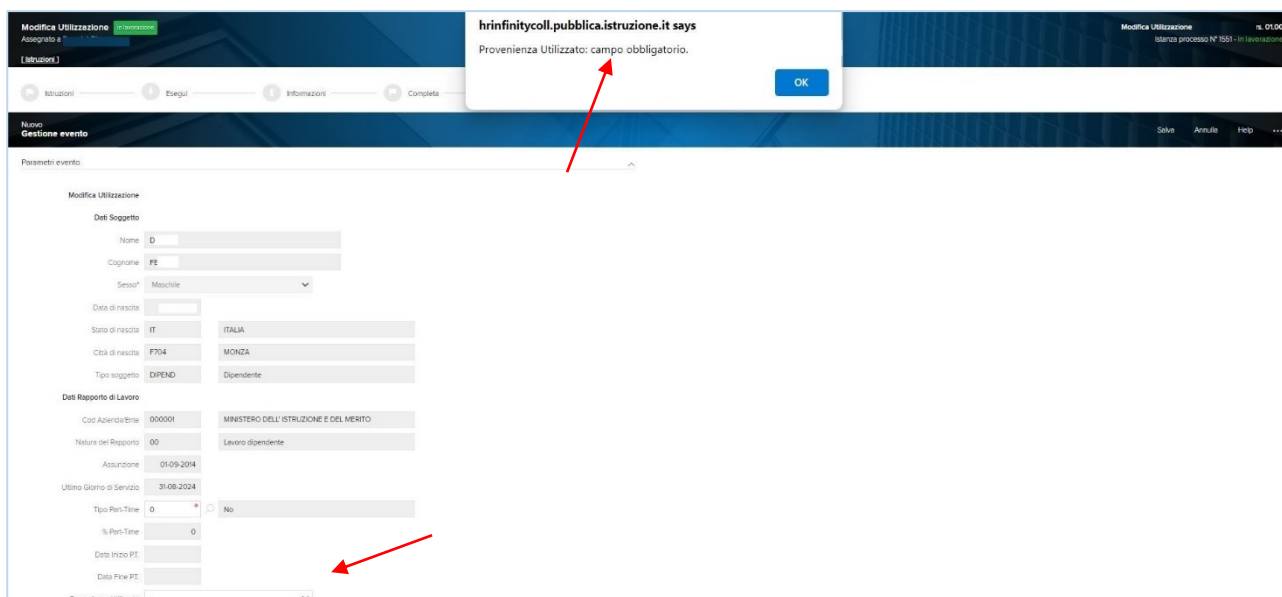 Modifica Utilizzazione In lavorazione
Assegnato a
[ Istruzioni ]
hrinfinitycoll.pubblica.istruzione.it says
Provenienza Utilizzato: campo obbligatorio.
OK
Modifica Utilizzazione rs. 01.00
Istanza processo N° 1551 - in lavorazione
Istruzioni Esegui Informazioni Completa
Nuovo
Gestione evento
Salva Annulla Help ...
Parametri evento
Modifica Utilizzazione
Dati Soggetto
Nome D
Cognome FE
Sesso* Maschile
Data di nascita
Stato di nascita IT ITALIA
Città di nascita F704 MONZA
Tipo soggetto DIPEND Dipendente
Dati Rapporto di Lavoro
Cod Azienda/Ente 000001 MINISTERO DELL' ISTRUZIONE E DEL MERITO
Natura del Rapporto 00 Lavoro dipendente
Assunzione 01-09-2014
Ultimo Giorno di Servizio 31-08-2024
Tipo Part-Time 0 * No
% Part-Time 0
Data Inizio P.T.
Data Fine P.T.